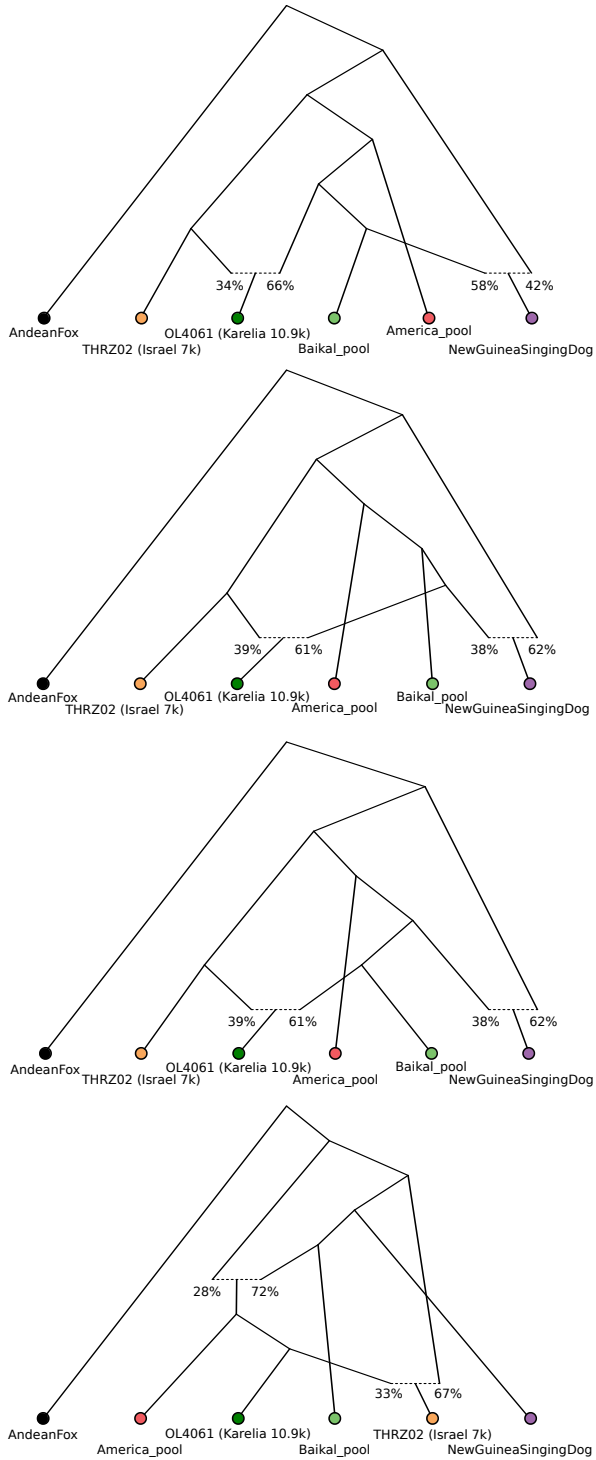 34% 66% 58% 42%
AndeanFox OL4061 (Karelia 10.9k) America_pool
THRZ02 (Israel 7k) Baikal_pool NewGuineaSingingDog
39% 61% 38% 62%
AndeanFox OL4061 (Karelia 10.9k) Baikal_pool
THRZ02 (Israel 7k) America_pool NewGuineaSingingDog
39% 61% 38% 62%
AndeanFox OL4061 (Karelia 10.9k) Baikal_pool
THRZ02 (Israel 7k) America_pool NewGuineaSingingDog
28% 72%
33% 67%
AndeanFox OL4061 (Karelia 10.9k) THRZ02 (Israel 7k)
America_pool Baikal_pool NewGuineaSingingDog